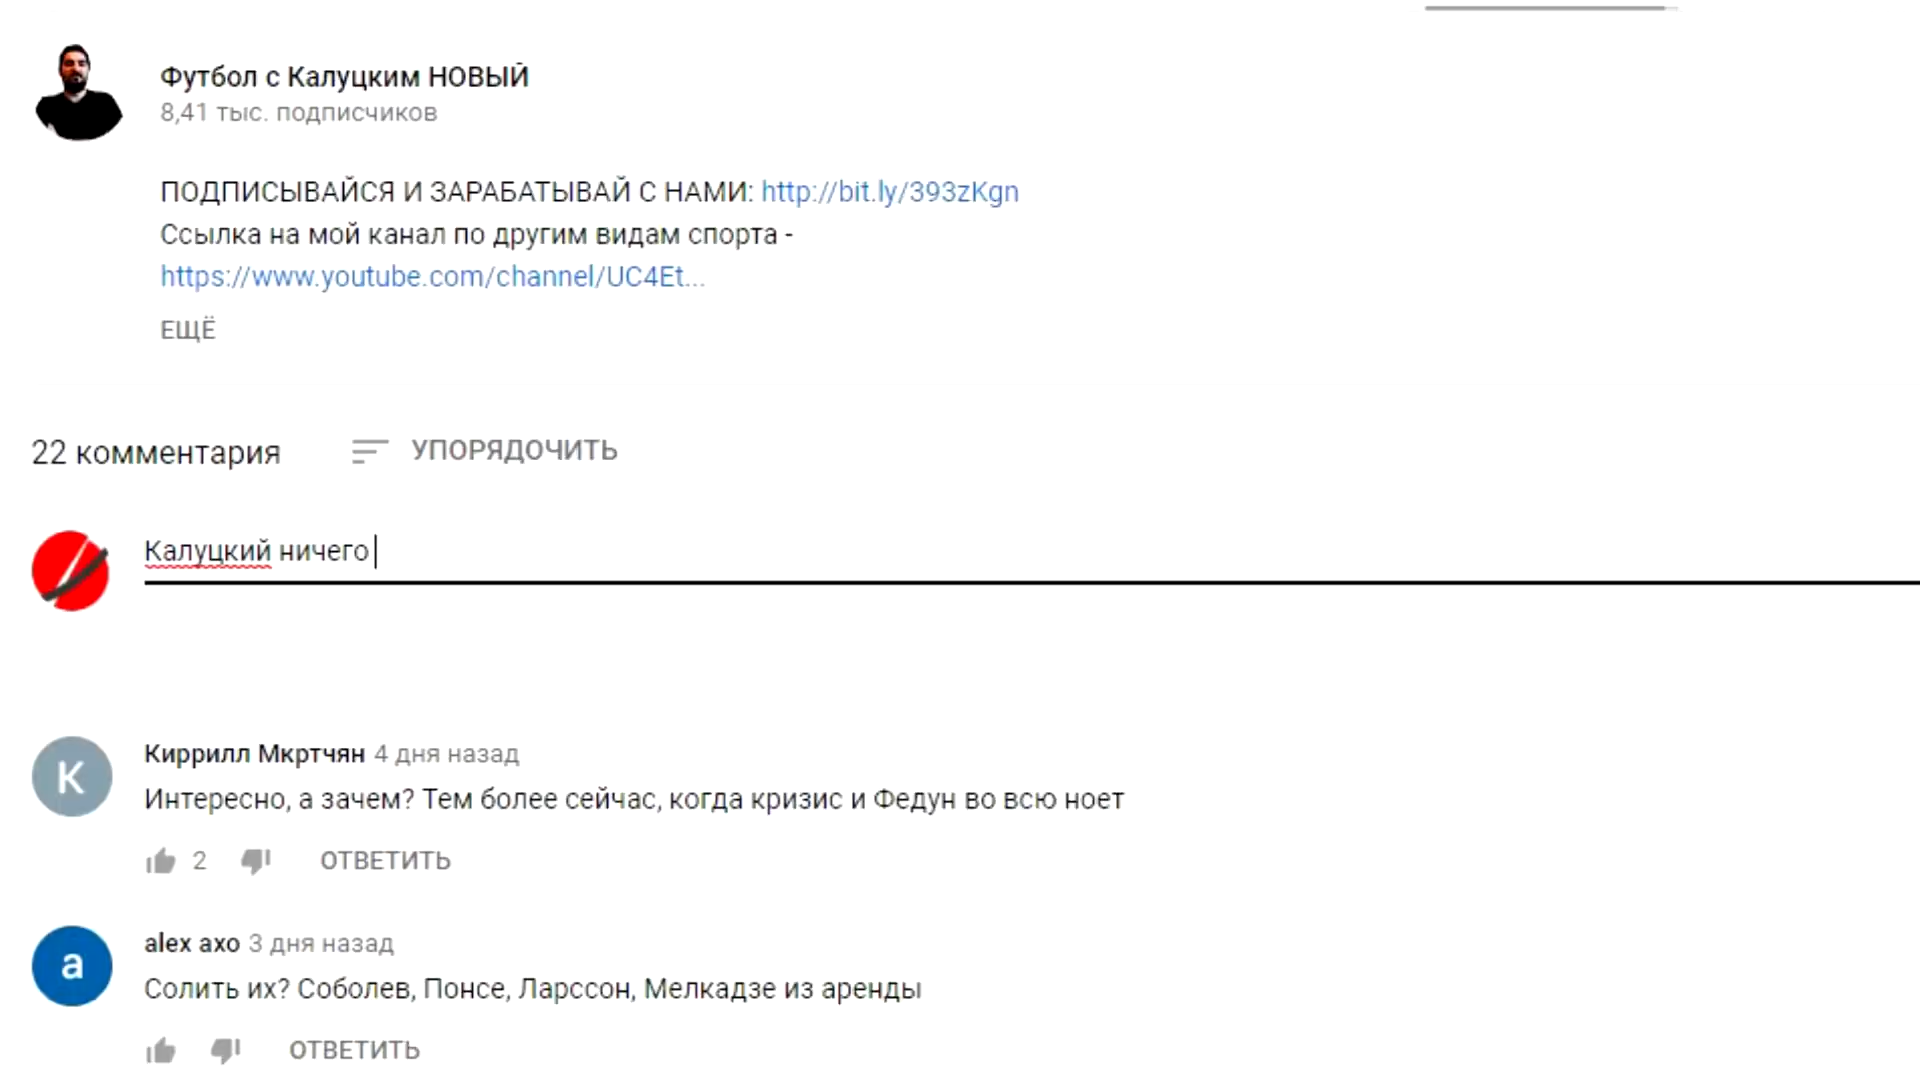 Футбол с Калуцким НОВЫЙ
8,41 тыс. подписчиков
ПОДПИСЫВАЙСЯ И ЗАРАБАТЫВАЙ С НАМИ: http://bit.ly/393zKgn
Ссылка на мой канал по другим видам спорта -
https://www.youtube.com/channel/UC4Et...
ЕЩЁ
22 комментария УПОРЯДОЧИТЬ
Калуцкий ничего
К
Киррилл Мкртчян 4 дня назад
Интересно, а зачем? Тем более сейчас, когда кризис и Федун во всю ноет
2 ОТВЕТИТЬ
a
alex axo 3 дня назад
Солить их? Соболев, Понсе, Ларссон, Мелкадзе из аренды
ОТВЕТИТЬ